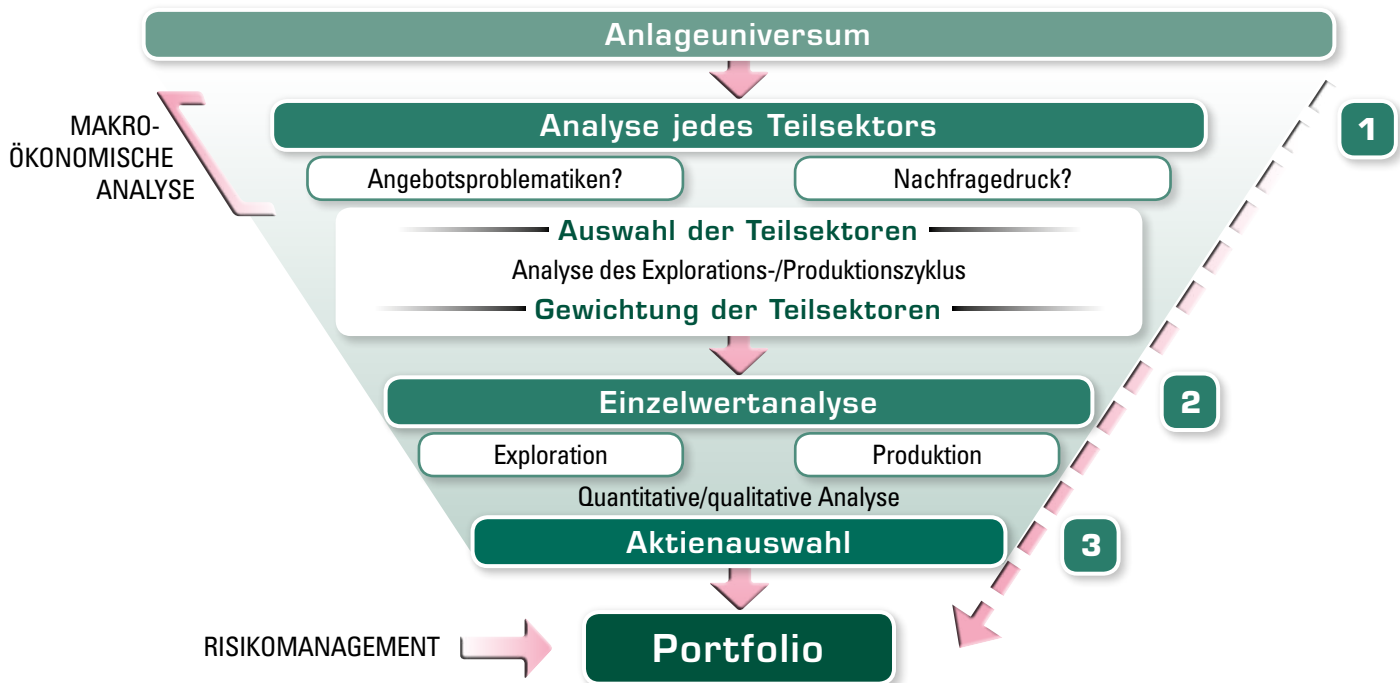 Anlageuniversum
MAKRO-
ÖKONOMISCHE
ANALYSE
Analyse jedes Teilsektors
1
Angebotsproblematiken?
Nachfragedruck?
Auswahl der Teilsektoren
Analyse des Explorations-/Produktionszyklus
Gewichtung der Teilsektoren
Einzelwertanalyse
2
Exploration
Produktion
Quantitative/qualitative Analyse
Aktienauswahl
3
RISIKOMANAGEMENT
Portfolio